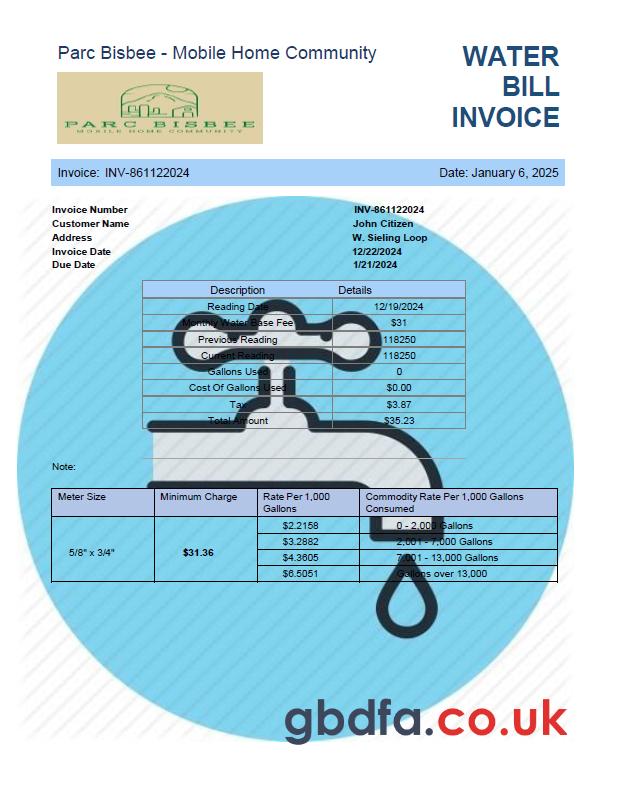 Parc Bisbee - Mobile Home Community
WATER
BILL
INVOICE
PARC BISBEE
MOBILE HOME COMMUNITY
Invoice: INV-861122024 Date: January 6, 2025
Invoice Number INV-861122024
Customer Name John Citizen
Address W. Sieling Loop
Invoice Date 12/22/2024
Due Date 1/21/2024
Description Details
Reading Date 12/19/2024
Monthly Water Base Fee $31
Previous Reading 118250
Current Reading 118250
Gallons Used 0
Cost Of Gallons Used $0.00
Tax $3.87
Total Amount $35.23
Note:
Meter Size Minimum Charge Rate Per 1,000 Gallons Commodity Rate Per 1,000 Gallons Consumed
5/8" x 3/4" $31.36
$2.2158 0 - 2,000 Gallons
$3.2882 2,001 - 7,000 Gallons
$4.3605 7,001 - 13,000 Gallons
$6.5051 Gallons over 13,000
gbdfa.co.uk